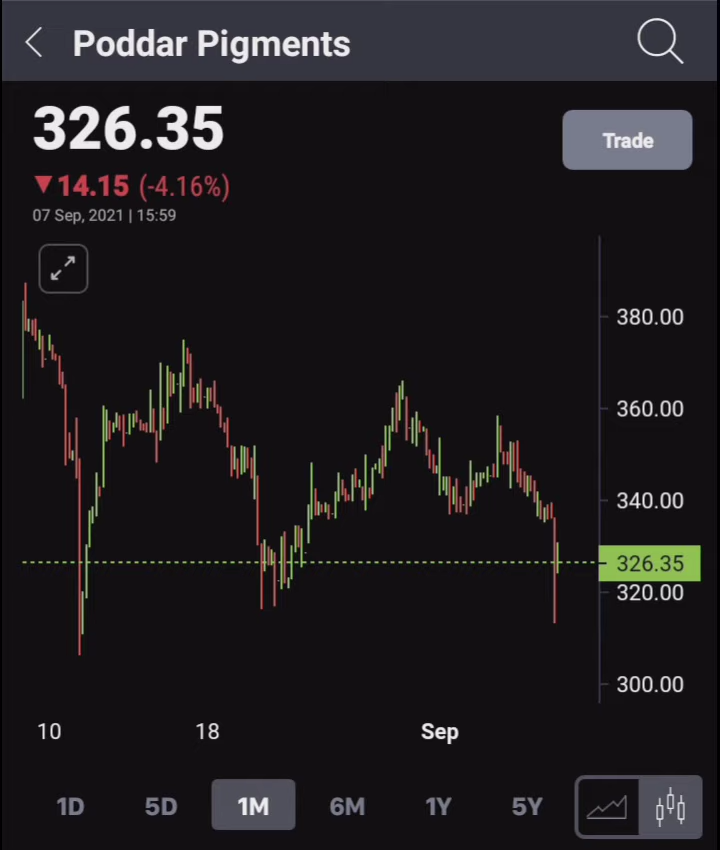 Poddar Pigments
326.35
Trade
▼14.15 (-4.16%)
07 Sep, 2021 | 15:59
380.00
360.00
340.00
326.35
320.00
300.00
10 18 Sep
1D 5D 1M 6M 1Y 5Y